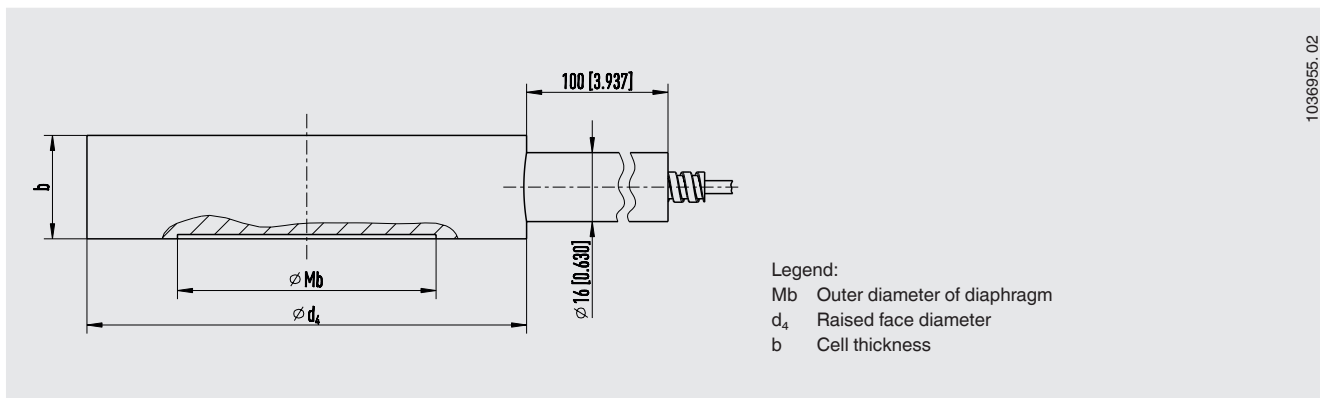 1036955. 02
100 [3.937]
b
⌀ 16 [0.630]
⌀ Mb
⌀ d₄
Legend:
Mb Outer diameter of diaphragm
d₄ Raised face diameter
b Cell thickness